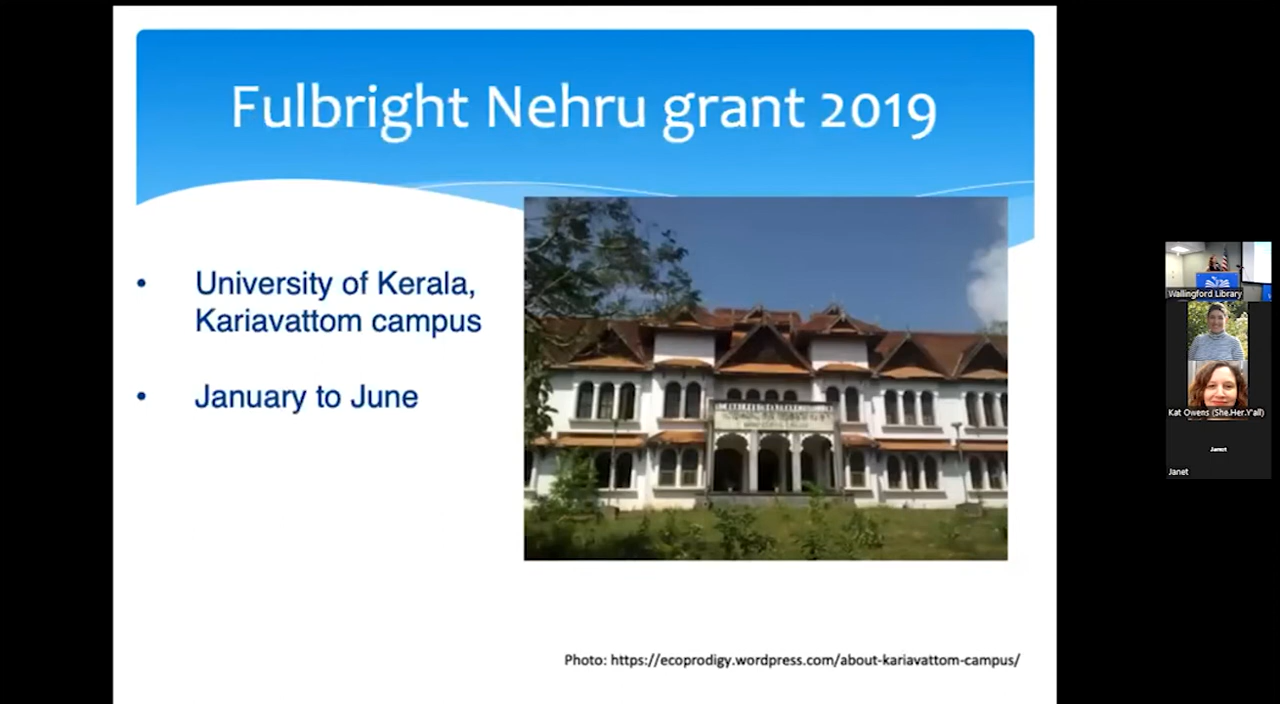 Fulbright Nehru grant 2019
• University of Kerala,
Kariavattom campus
• January to June
Photo: https://ecoprodigy.wordpress.com/about-kariavattom-campus/
Wallingford Library
Kat Owens (She.Her.Y'all)
Janet
Janet